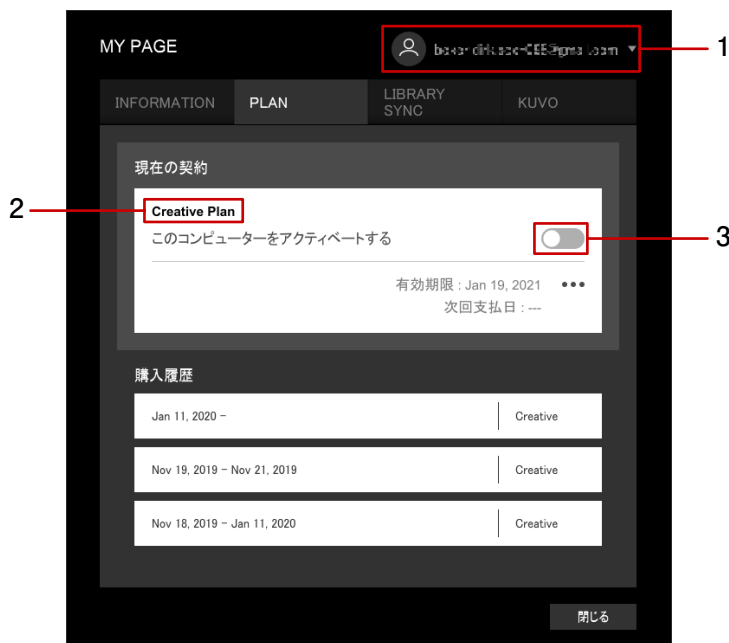 MY PAGE
1
INFORMATION
PLAN
LIBRARY
SYNC
KUVO
現在の契約
2
Creative Plan
このコンピューターをアクティベートする
3
有効期限 : Jan 19, 2021 •••
次回支払日 : ---
購入履歴
Jan 11, 2020 – Creative
Nov 19, 2019 – Nov 21, 2019 Creative
Nov 18, 2019 – Jan 11, 2020 Creative
閉じる